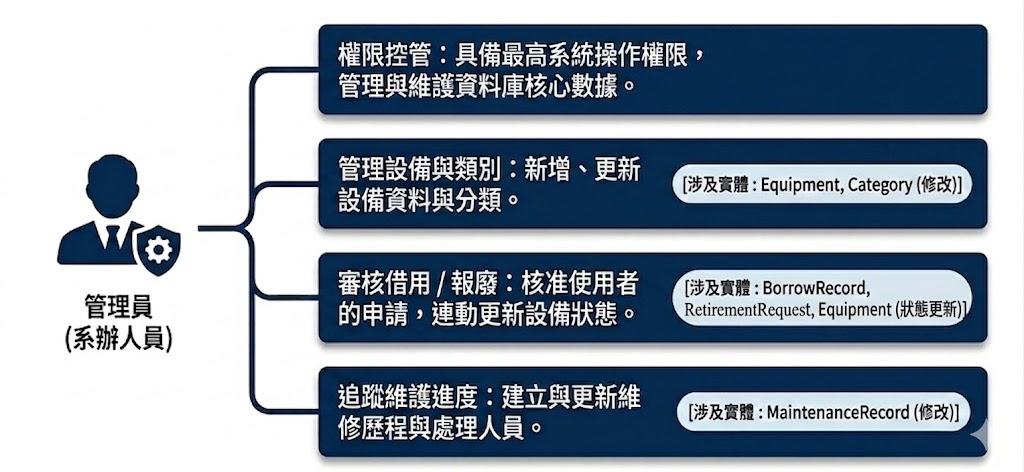 權限控管：具備最高系統操作權限，
管理與維護資料庫核心數據。
管理設備與類別：新增、更新
設備資料與分類。
[涉及實體 : Equipment, Category (修改)]
審核借用 / 報廢：核准使用者
的申請，連動更新設備狀態。
[涉及實體 : BorrowRecord,
RetirementRequest, Equipment (狀態更新)]
追蹤維護進度：建立與更新維
修歷程與處理人員。
[涉及實體 : MaintenanceRecord (修改)]
管理員
(系辦人員)